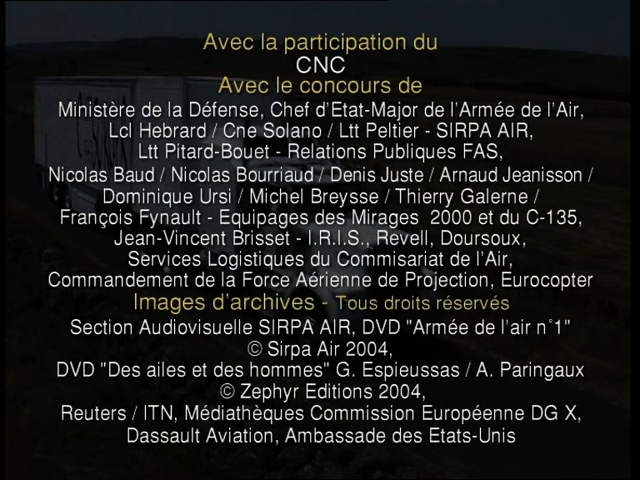 Avec la participation du
CNC
Avec le concours de
Ministère de la Défense, Chef d'Etat-Major de l'Armée de l'Air,
Lcl Hebrard / Cne Solano / Ltt Peltier - SIRPA AIR,
Ltt Pitard-Bouet - Relations Publiques FAS,
Nicolas Baud / Nicolas Bourriaud / Denis Juste / Arnaud Jeanisson /
Dominique Ursi / Michel Breysse / Thierry Galerne /
François Fynault - Equipages des Mirages 2000 et du C-135,
Jean-Vincent Brisset - I.R.I.S., Revell, Doursoux,
Services Logistiques du Commisariat de l'Air,
Commandement de la Force Aérienne de Projection, Eurocopter
Images d'archives - Tous droits réservés
Section Audiovisuelle SIRPA AIR, DVD "Armée de l'air n°1"
© Sirpa Air 2004,
DVD "Des ailes et des hommes" G. Espieussas / A. Paringaux
© Zephyr Editions 2004,
Reuters / ITN, Médiathèques Commission Européenne DG X,
Dassault Aviation, Ambassade des Etats-Unis